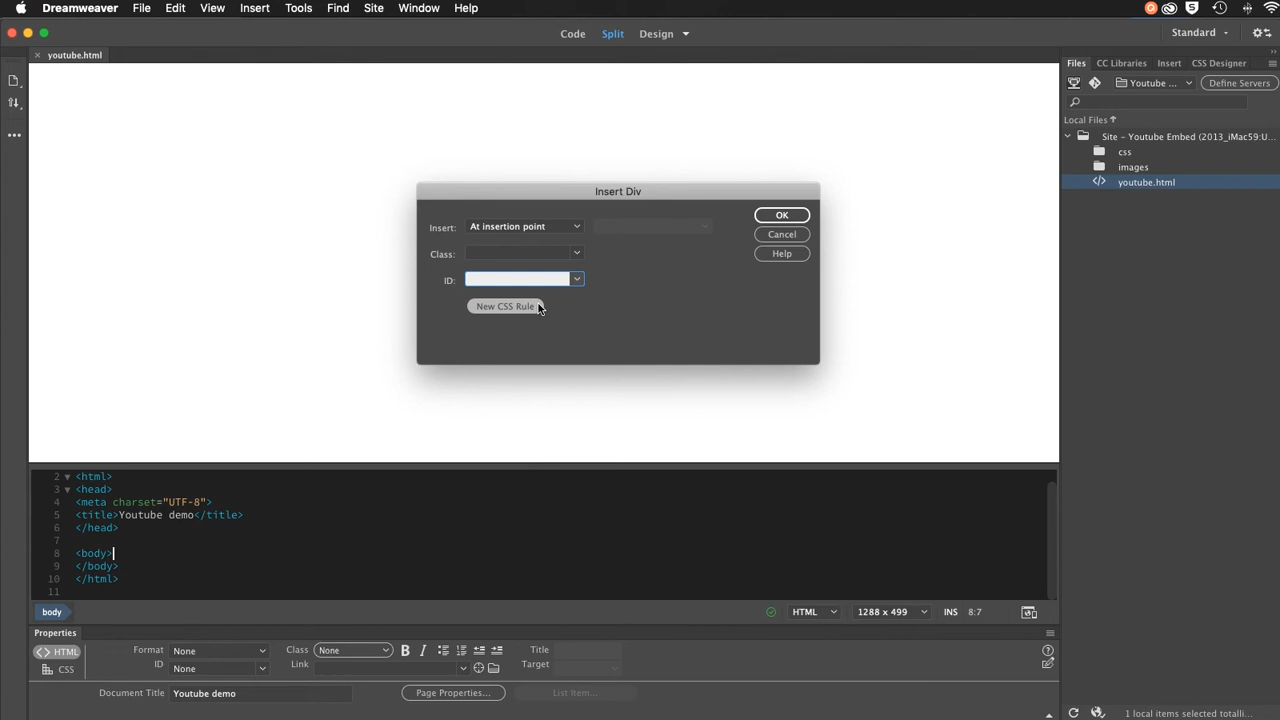 Dreamweaver File Edit View Insert Tools Find Site Window Help
Code Split Design
Standard
youtube.html
Files CC Libraries Insert CSS Designer
Youtube ... Define Servers
Local Files
Site - Youtube Embed (2013_iMac59:U...
css
images
youtube.html
Insert Div
Insert: At insertion point
Class:
ID:
New CSS Rule
OK
Cancel
Help
2 <html>
3 <head>
4 <meta charset="UTF-8">
5 <title>Youtube demo</title>
6 </head>
7
8 <body>
9 </body>
10 </html>
11
body
HTML 1288 x 499 INS 8:7
Properties
<> HTML Format None Class None B I Title
CSS ID None Link Target
Document Title Youtube demo Page Properties... List Item...
1 local items selected totalli...